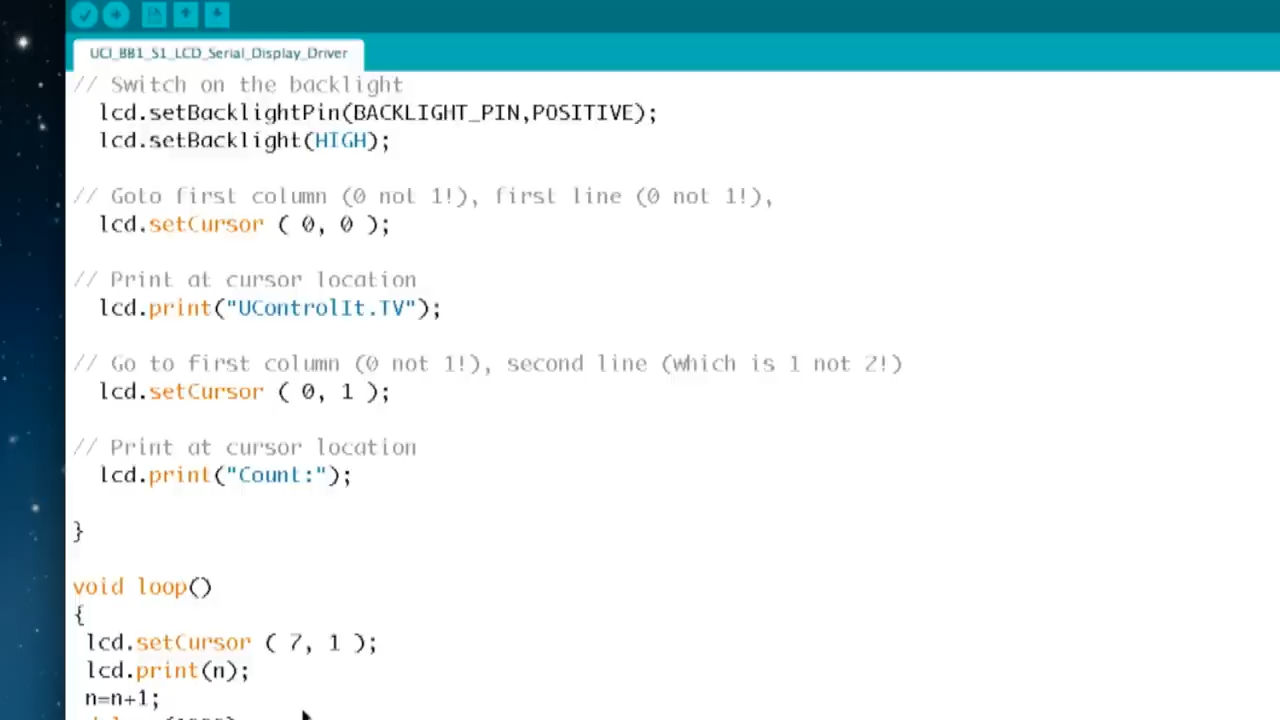 UCI_BB1_S1_LCD_Serial_Display_Driver
// Switch on the backlight
lcd.setBacklightPin(BACKLIGHT_PIN,POSITIVE);
lcd.setBacklight(HIGH);
// Goto first column (0 not 1!), first line (0 not 1!),
lcd.setCursor ( 0, 0 );
// Print at cursor location
lcd.print("UControlIt.TV");
// Go to first column (0 not 1!), second line (which is 1 not 2!)
lcd.setCursor ( 0, 1 );
// Print at cursor location
lcd.print("Count:");
}
void loop()
{
lcd.setCursor ( 7, 1 );
lcd.print(n);
n=n+1;